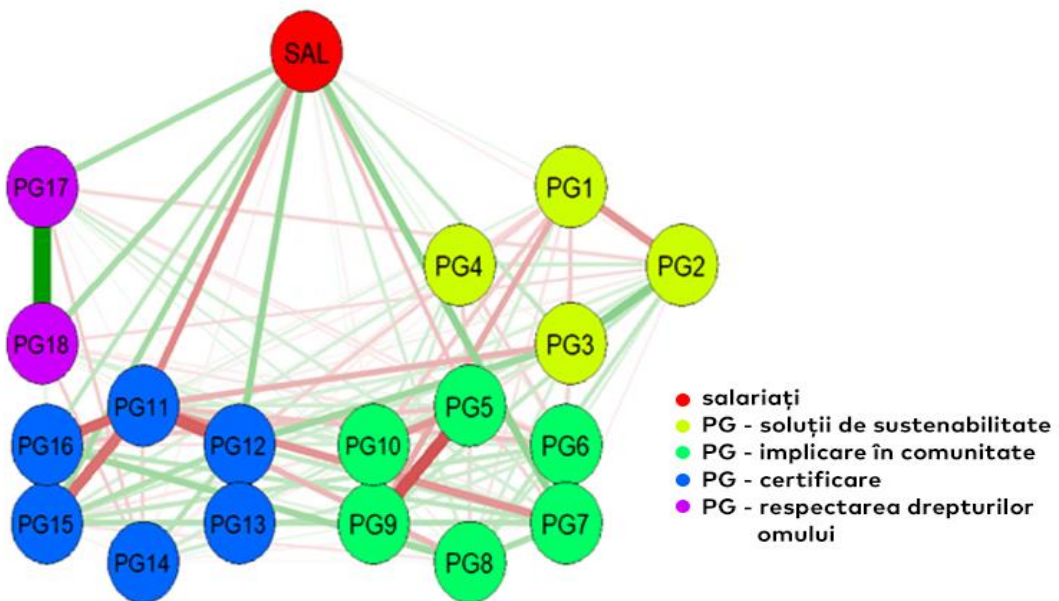 SAL
PG17
PG1
PG4
PG2
PG18
PG3
PG11
PG5
PG16
PG12
PG10
PG6
PG15
PG13
PG9
PG7
PG14
PG8
salariați
PG - soluții de sustenabilitate
PG - implicare în comunitate
PG - certificare
PG - respectarea drepturilor
omului